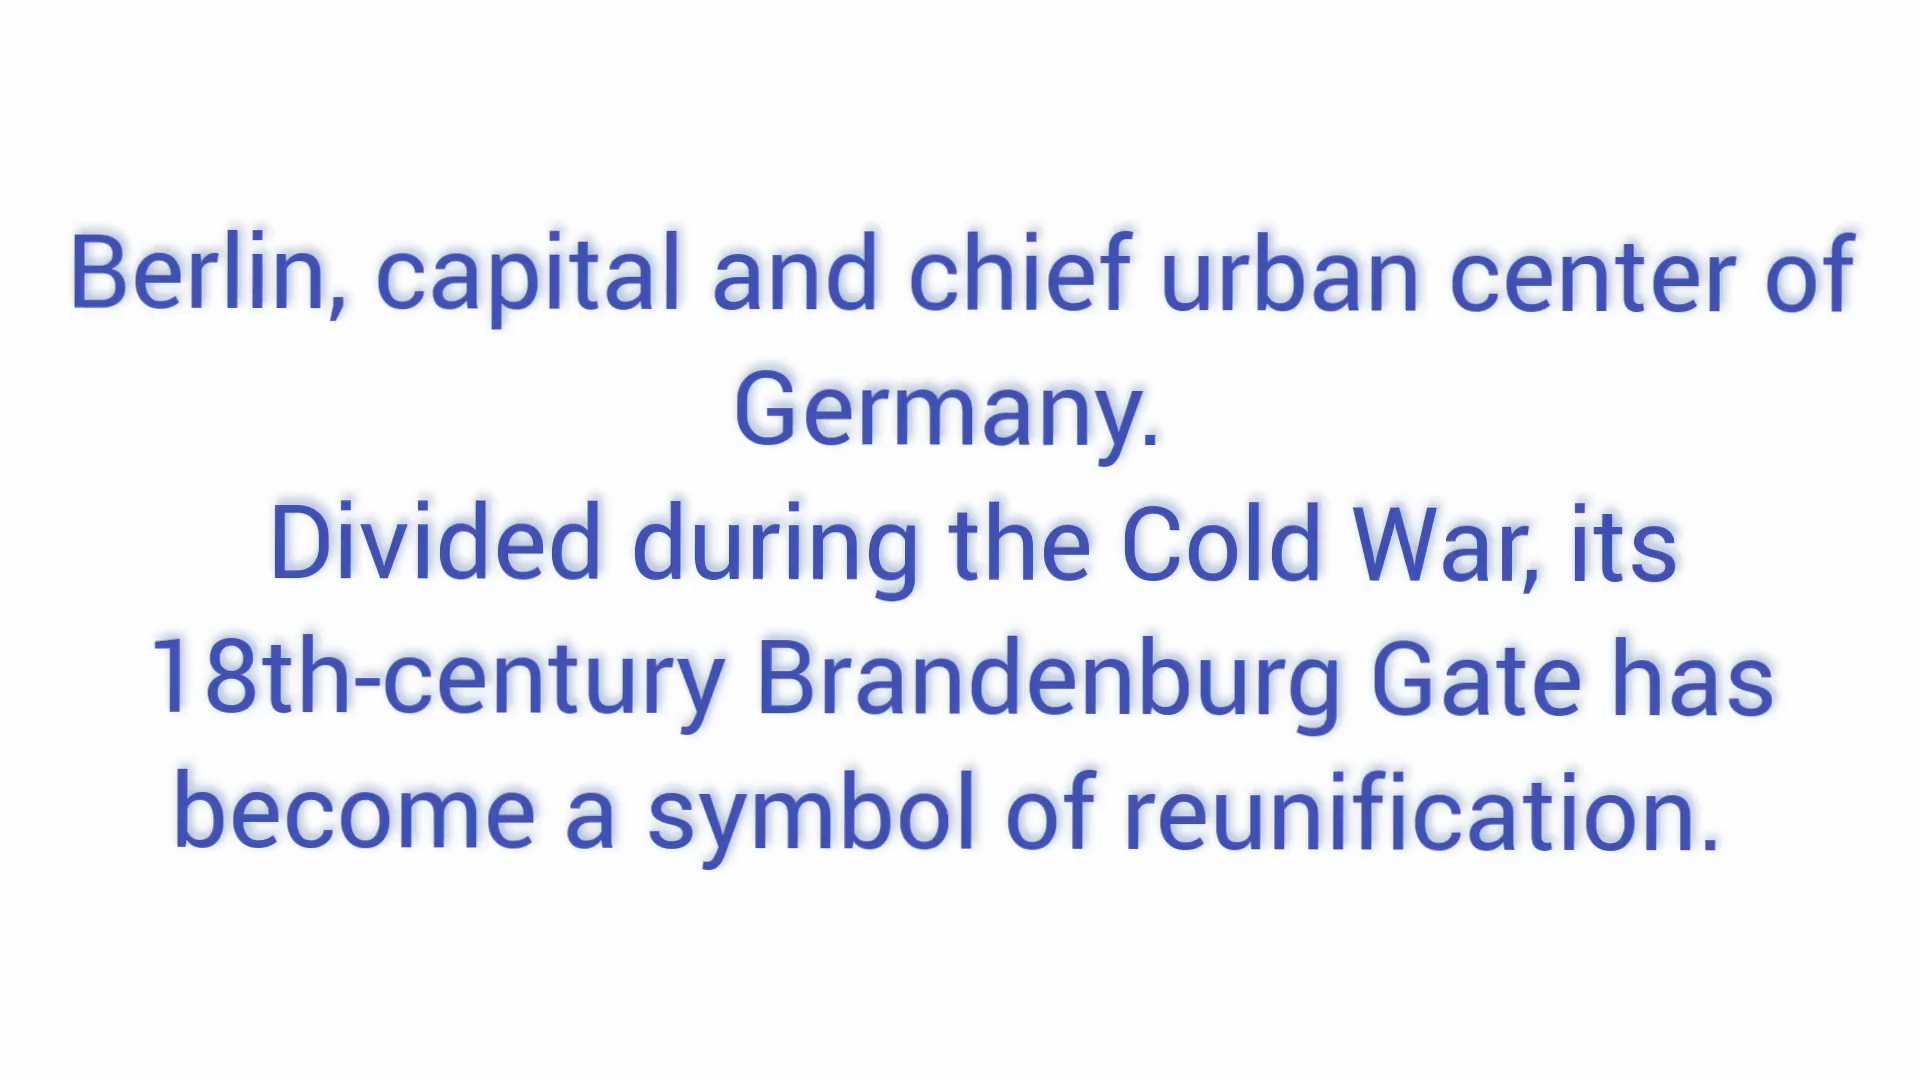 Berlin, capital and chief urban center of
Germany.
Divided during the Cold War, its
18th-century Brandenburg Gate has
become a symbol of reunification.